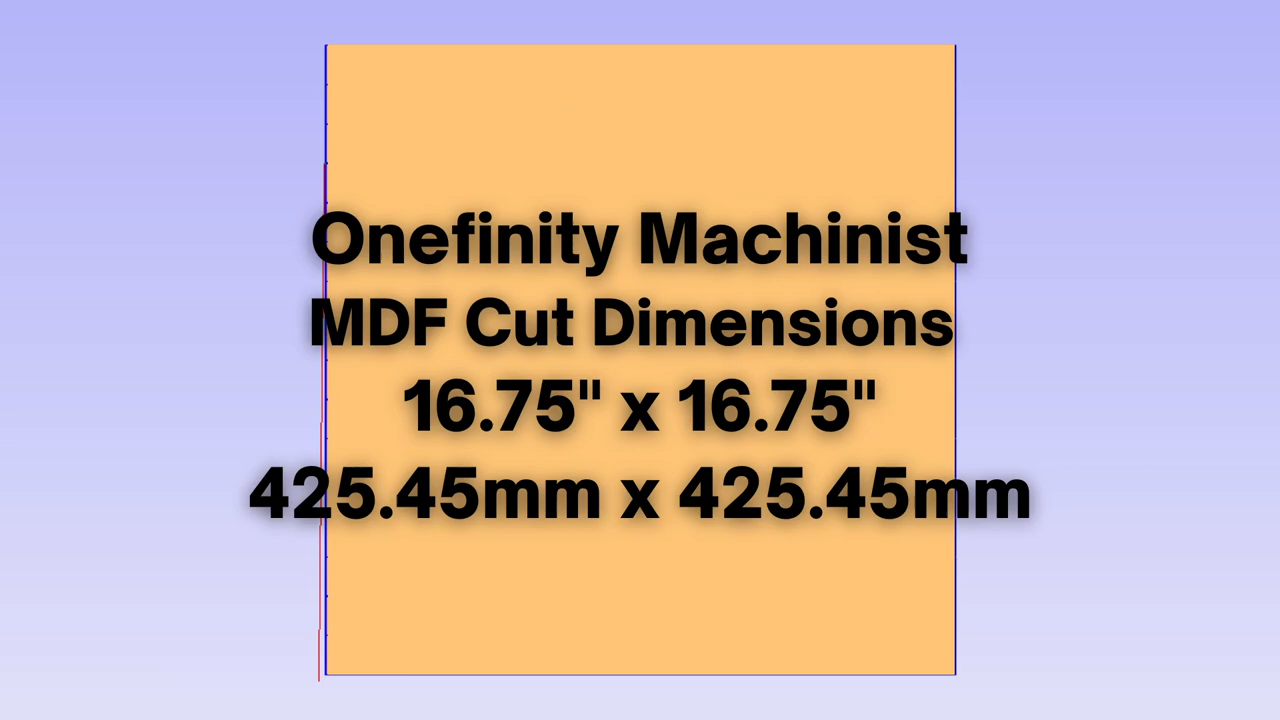 Onefinity Machinist
MDF Cut Dimensions
16.75" x 16.75"
425.45mm x 425.45mm